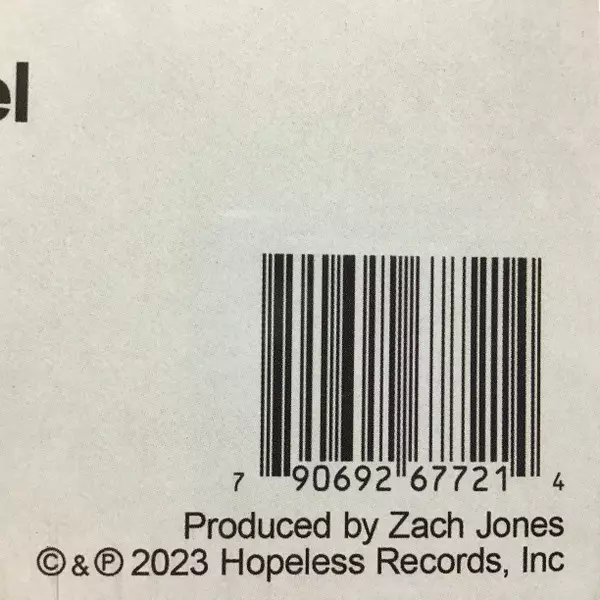 el
7 90692 67721 4
Produced by Zach Jones
©&℗ 2023 Hopeless Records, Inc